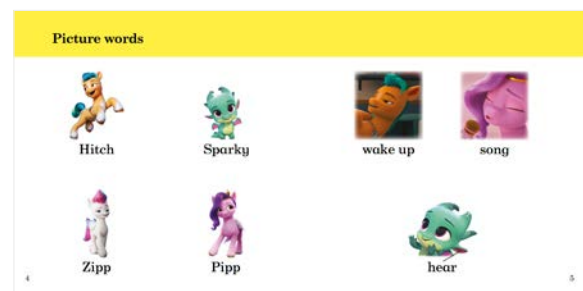 Picture words
Hitch
Sparky
wake up
song
Zipp
Pipp
hear
4
5